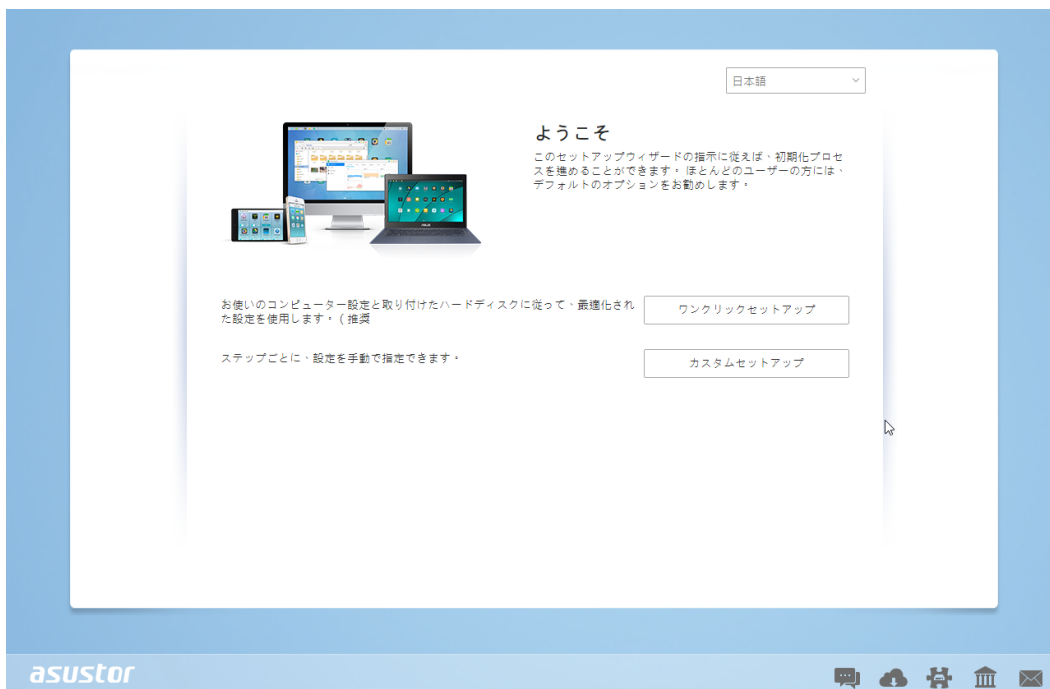 日本語
ようこそ
このセットアップウィザードの指示に従えば、初期化プロセ
スを進めることができます。ほとんどのユーザーの方には、
デフォルトのオプションをお勧めします。
お使いのコンピューター設定と取り付けたハードディスクに従って、最適化され
た設定を使用します。(推奨
ワンクリックセットアップ
ステップごとに、設定を手動で指定できます。
カスタムセットアップ
asustor